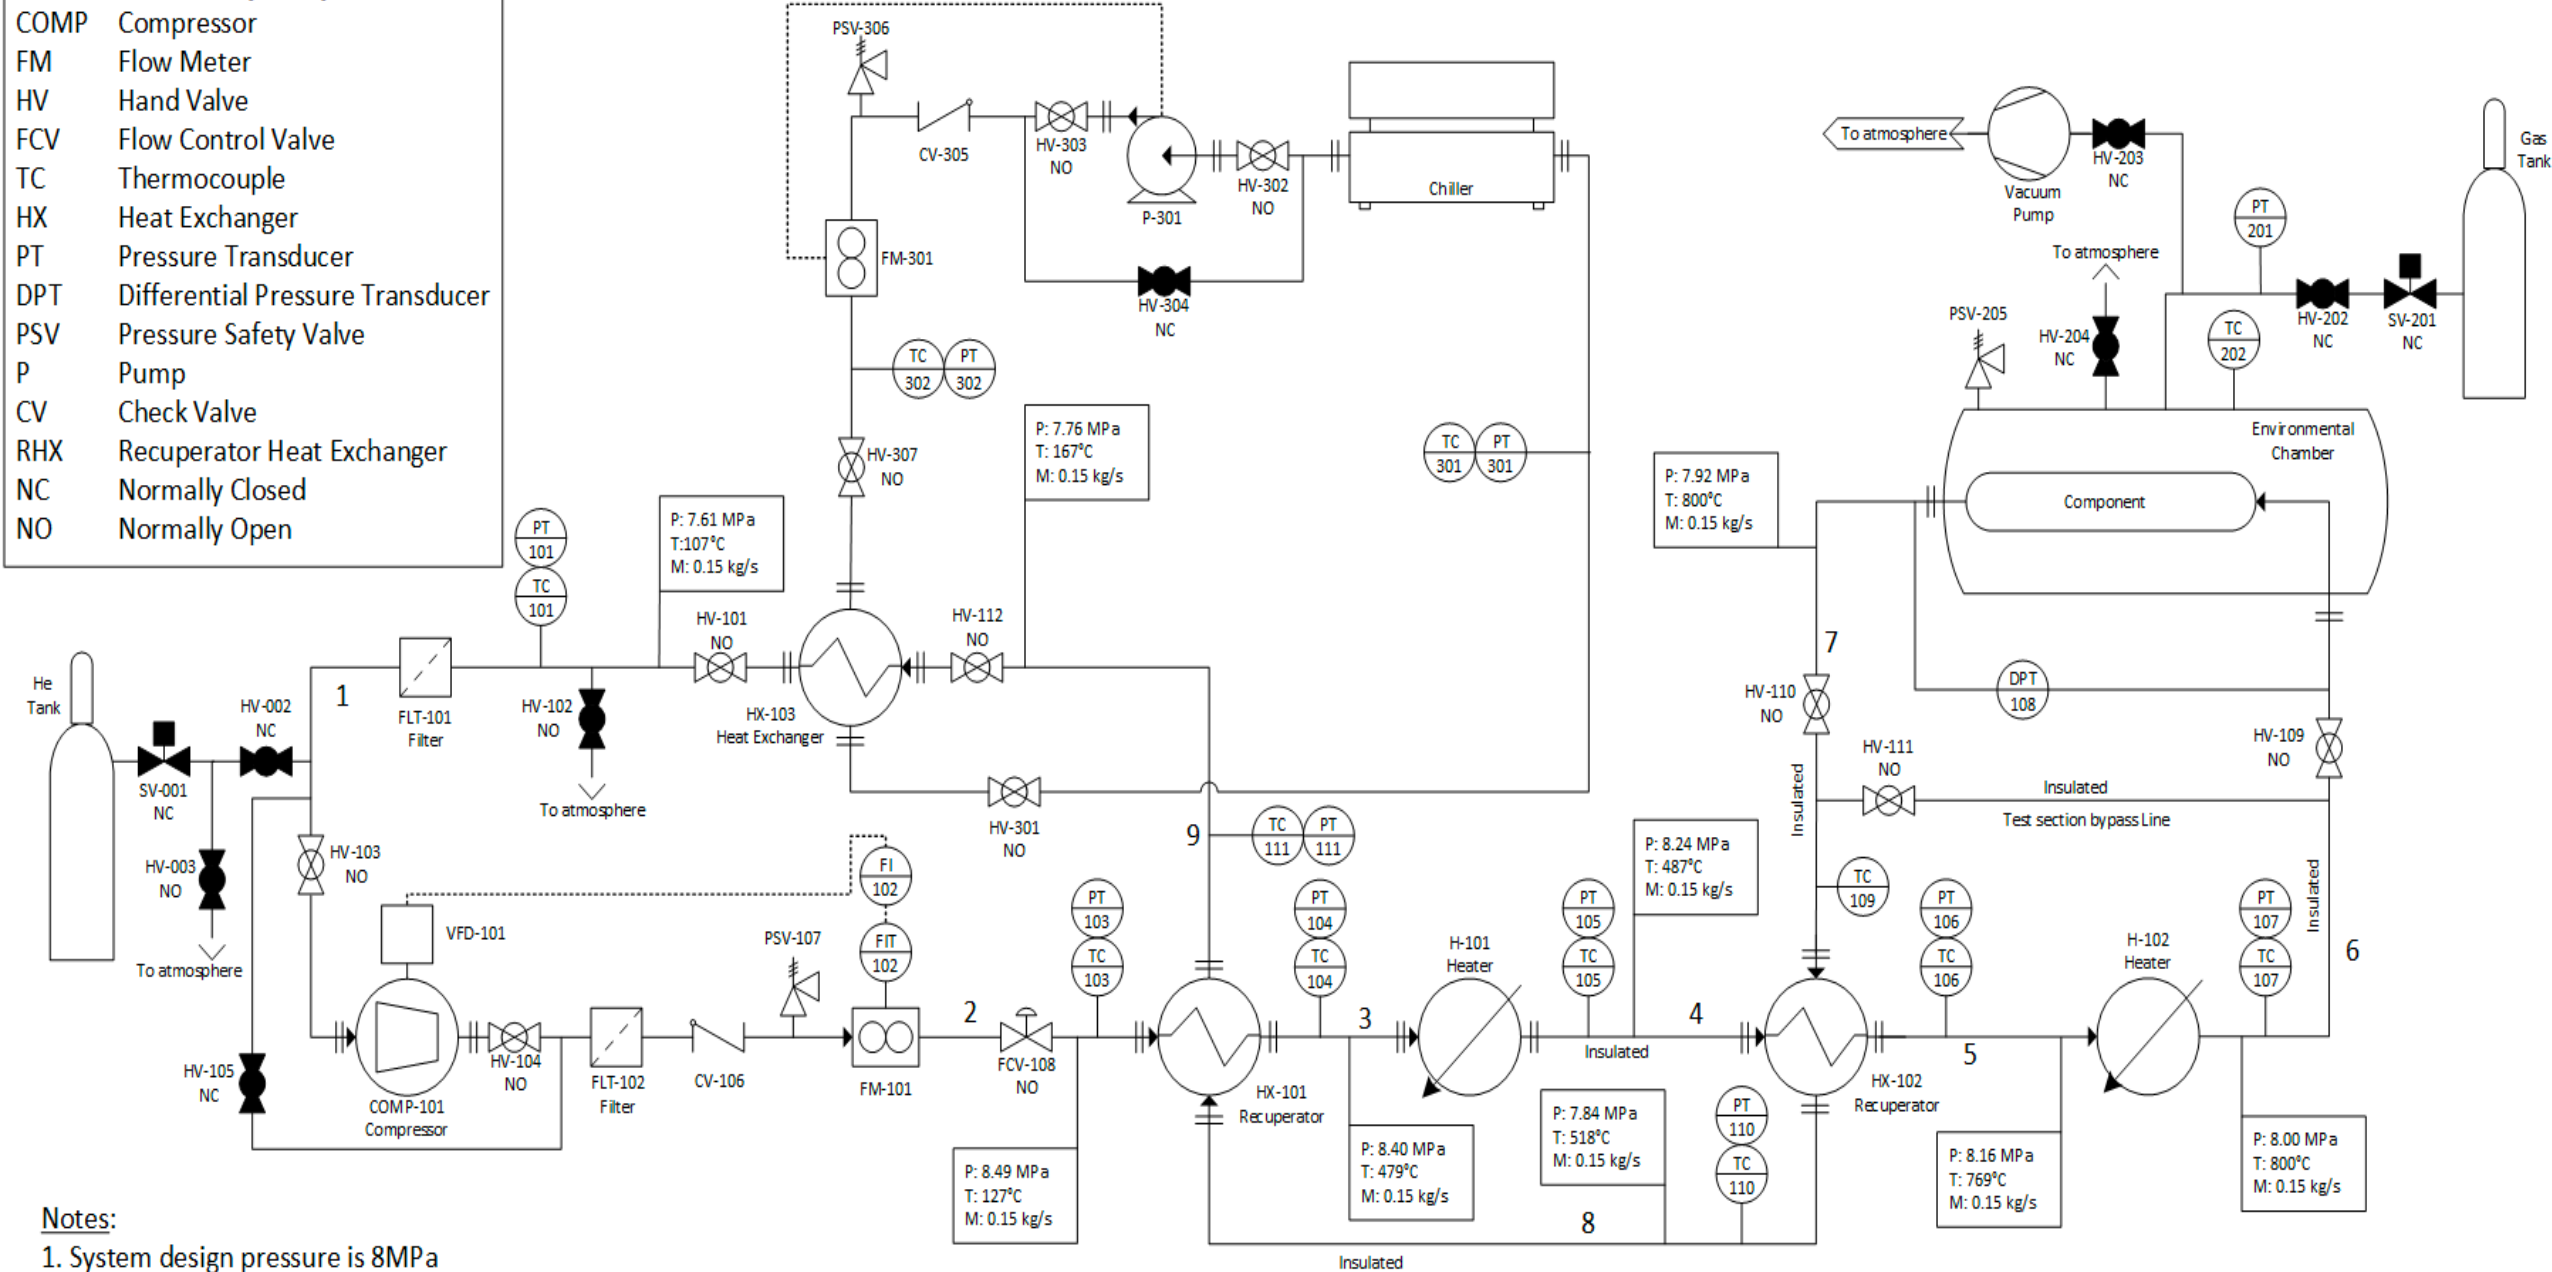 COMP Compressor
FM Flow Meter
HV Hand Valve
FCV Flow Control Valve
TC Thermocouple
HX Heat Exchanger
PT Pressure Transducer
DPT Differential Pressure Transducer
PSV Pressure Safety Valve
P Pump
CV Check Valve
RHX Recuperator Heat Exchanger
NC Normally Closed
NO Normally Open
PSV-306
CV-305
HV-303
NO
P-301
HV-302
NO
Chiller
HV-304
NC
FM-301
TC
302
PT
302
HV-307
NO
TC
301
PT
301
To atmosphere
Vacuum
Pump
HV-203
NC
Gas
Tank
PT
201
To atmosphere
HV-204
NC
PSV-205
TC
202
HV-202
NC
SV-201
NC
Environmental
Chamber
Component
P: 7.92 MPa
T: 800°C
M: 0.15 kg/s
P: 7.76 MPa
T: 167°C
M: 0.15 kg/s
P: 7.61 MPa
T:107°C
M: 0.15 kg/s
PT
101
TC
101
HV-101
NO
HV-112
NO
HX-103
Heat Exchanger
HV-102
NO
To atmosphere
FLT-101
Filter
1
He
Tank
HV-002
NC
SV-001
NC
HV-003
NO
To atmosphere
HV-103
NO
HV-301
NO
7
HV-110
NO
DPT
108
HV-109
NO
HV-111
NO
Insulated
Test section bypass Line
Insulated
Insulated
TC
109
9
TC
111
PT
111
P: 8.24 MPa
T: 487°C
M: 0.15 kg/s
FI
102
FIT
102
VFD-101
PSV-107
PT
103
TC
103
PT
104
TC
104
PT
105
TC
105
PT
106
TC
106
PT
107
TC
107
6
H-101
Heater
H-102
Heater
2
3
4
5
HV-105
NC
COMP-101
Compressor
HV-104
NO
FLT-102
Filter
CV-106
FM-101
FCV-108
NO
HX-101
Recuperator
Insulated
HX-102
Recuperator
P: 8.49 MPa
T: 127°C
M: 0.15 kg/s
P: 8.40 MPa
T: 479°C
M: 0.15 kg/s
P: 7.84 MPa
T: 518°C
M: 0.15 kg/s
PT
110
TC
110
P: 8.16 MPa
T: 769°C
M: 0.15 kg/s
P: 8.00 MPa
T: 800°C
M: 0.15 kg/s
8
Insulated
Notes:
1. System design pressure is 8MPa